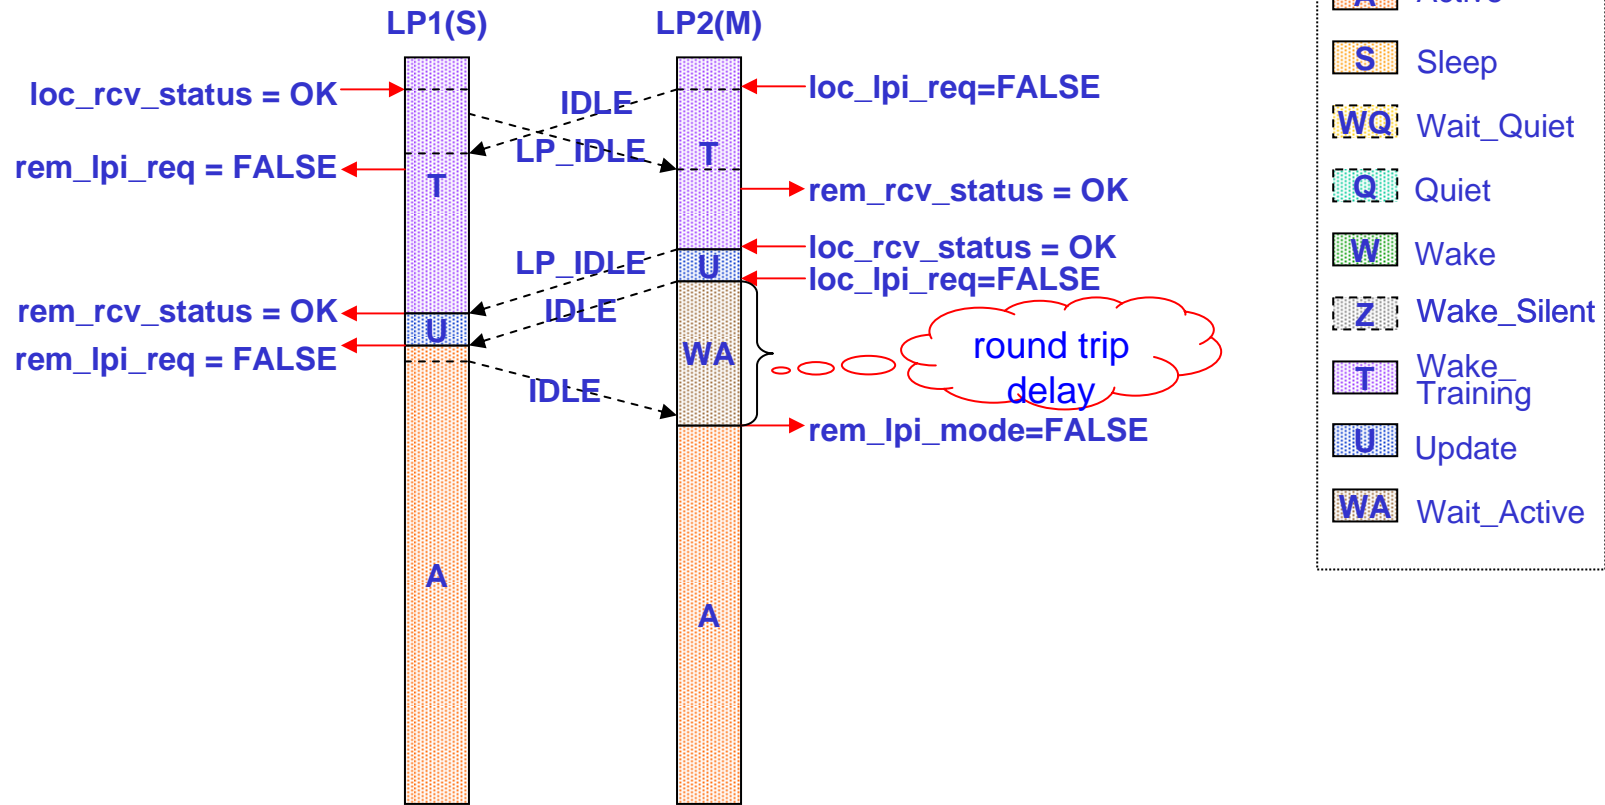 LP1(S)
LP2(M)
loc_rcv_status = OK
loc_lpi_req=FALSE
IDLE
LP_IDLE
T
rem_lpi_req = FALSE
T
rem_rcv_status = OK
loc_rcv_status = OK
LP_IDLE
U
loc_lpi_req=FALSE
rem_rcv_status = OK
IDLE
U
rem_lpi_req = FALSE
WA
round trip
delay
IDLE
rem_lpi_mode=FALSE
A
A
A Active
S Sleep
WQ Wait_Quiet
Q Quiet
W Wake
Z Wake_Silent
T Wake_
Training
U Update
WA Wait_Active